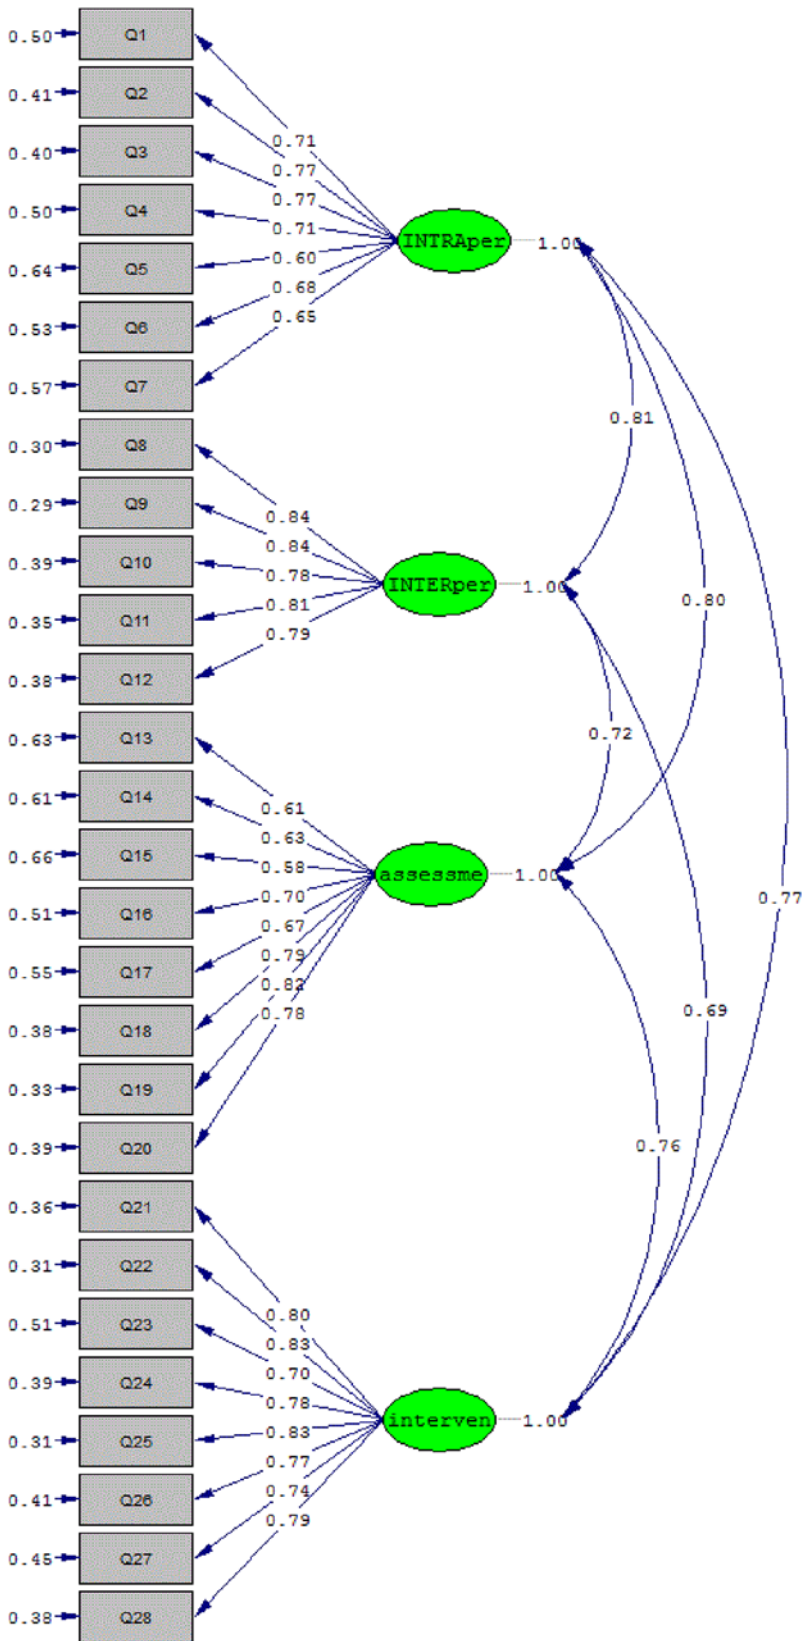 0.50 Q1
0.41 Q2
0.71
0.40 Q3
0.77
0.77
0.50 Q4
0.71
INTRAper 1.00
0.60
0.64 Q5
0.68
0.65
0.53 Q6
0.57 Q7
0.81
0.30 Q8
0.29 Q9
0.84
0.84
0.39 Q10
0.78
INTERper 1.00
0.81
0.80
0.35 Q11
0.79
0.38 Q12
0.72
0.63 Q13
0.61 Q14
0.61
0.63
0.66 Q15
0.58
assessme 1.00
0.70
0.77
0.51 Q16
0.67
0.79
0.55 Q17
0.82
0.78
0.69
0.38 Q18
0.33 Q19
0.76
0.39 Q20
0.36 Q21
0.31 Q22
0.80
0.51 Q23
0.83
0.70
0.39 Q24
0.78
interven 1.00
0.83
0.31 Q25
0.77
0.74
0.41 Q26
0.79
0.45 Q27
0.38 Q28